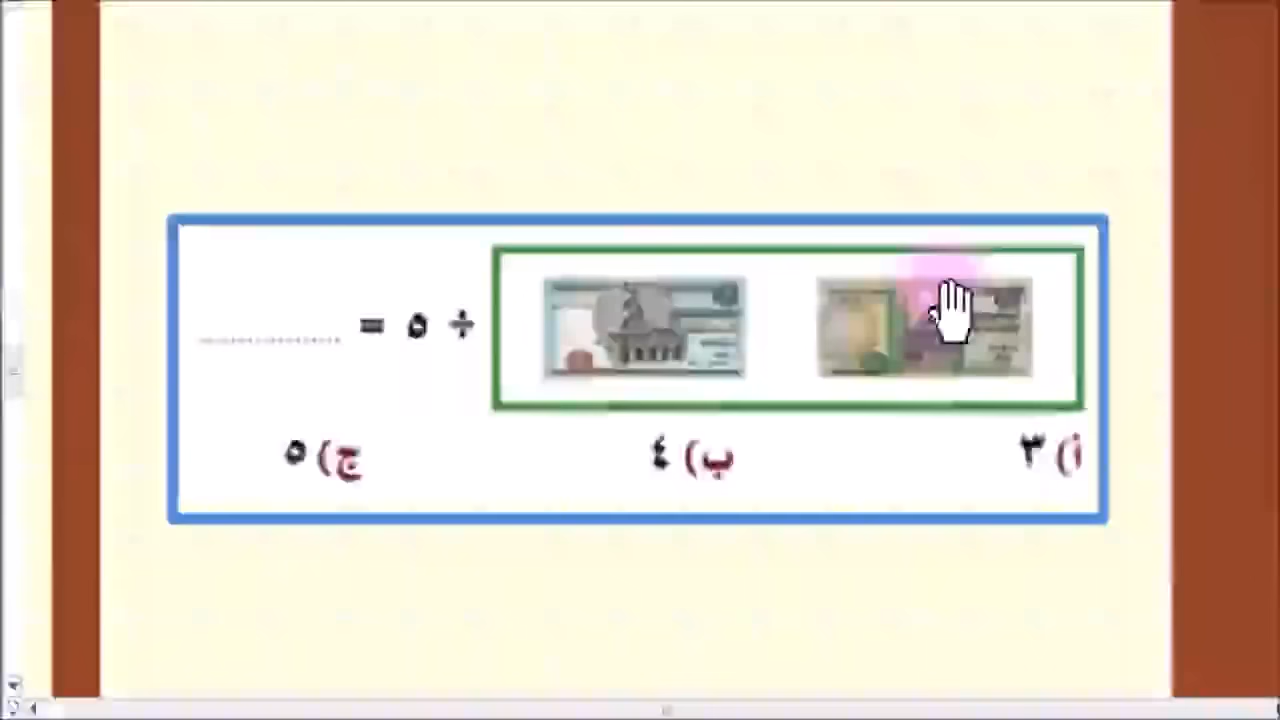 ÷ ٥ = ....................
أ) ٣ ب) ٤ ج) ٥